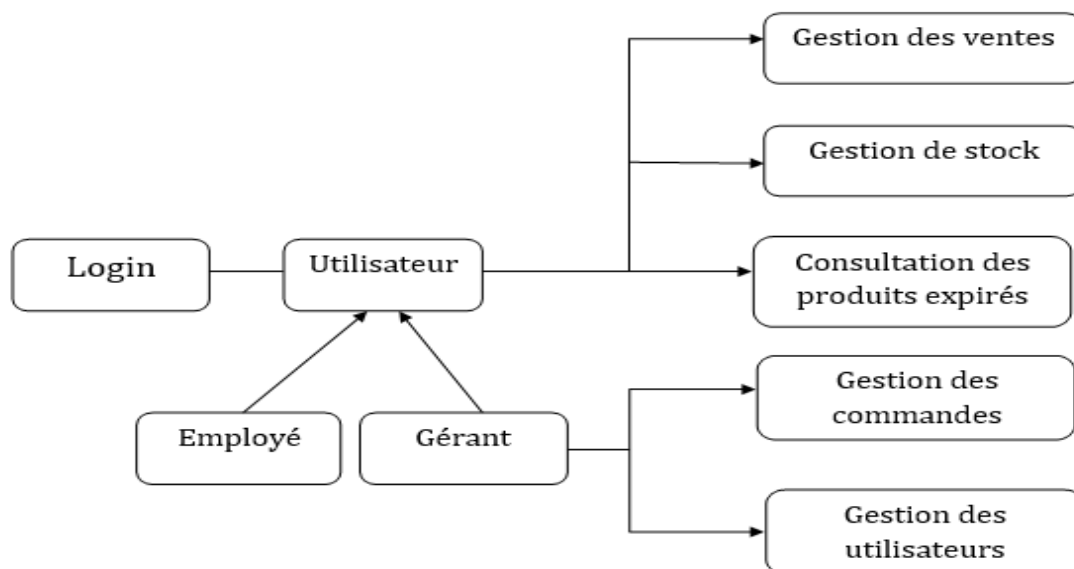 Gestion des ventes
Gestion de stock
Login
Utilisateur
Consultation des
produits expirés
Employé
Gérant
Gestion des
commandes
Gestion des
utilisateurs